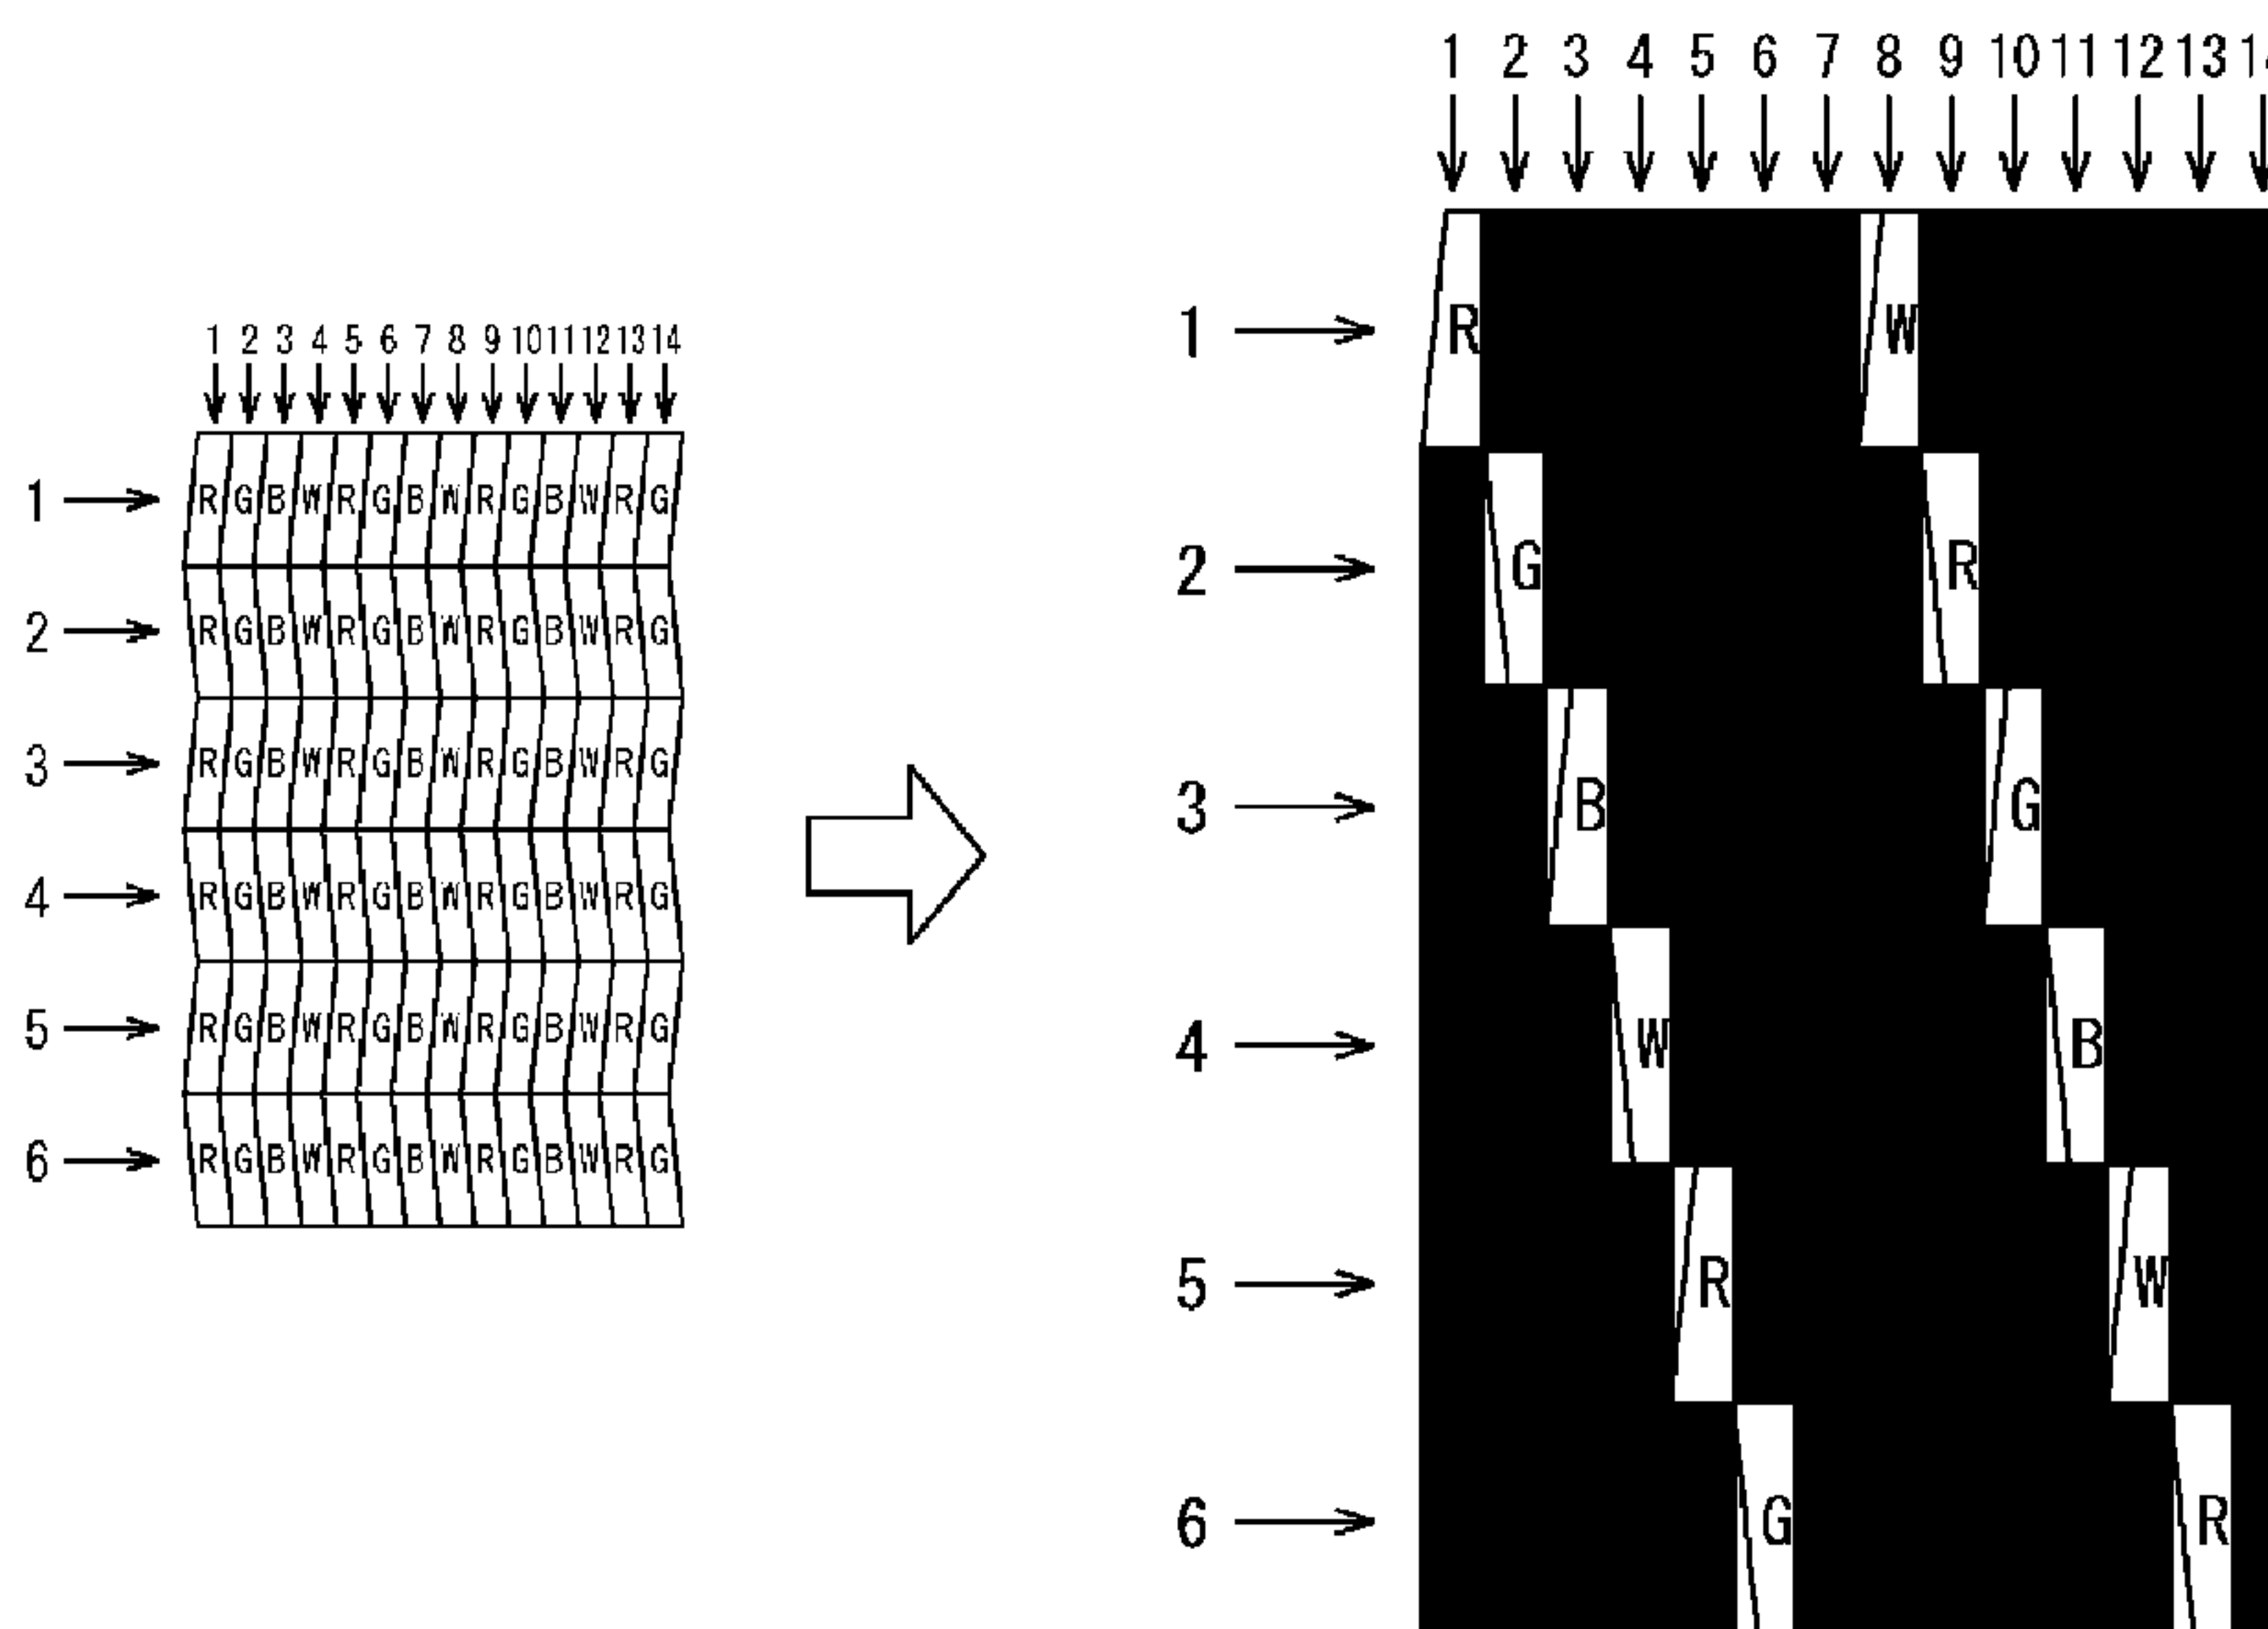 1 2 3 4 5 6 7 8 9 10 11 12 13 14
1 R G B W R G B W R G B W R G
2 R G B W R G B W R G B W R G
3 R G B W R G B W R G B W R G
4 R G B W R G B W R G B W R G
5 R G B W R G B W R G B W R G
6 R G B W R G B W R G B W R G
1 2 3 4 5 6 7 8 9 10 11 12 13
1 R W
2 G R
3 B G
4 W B
5 R W
6 G R